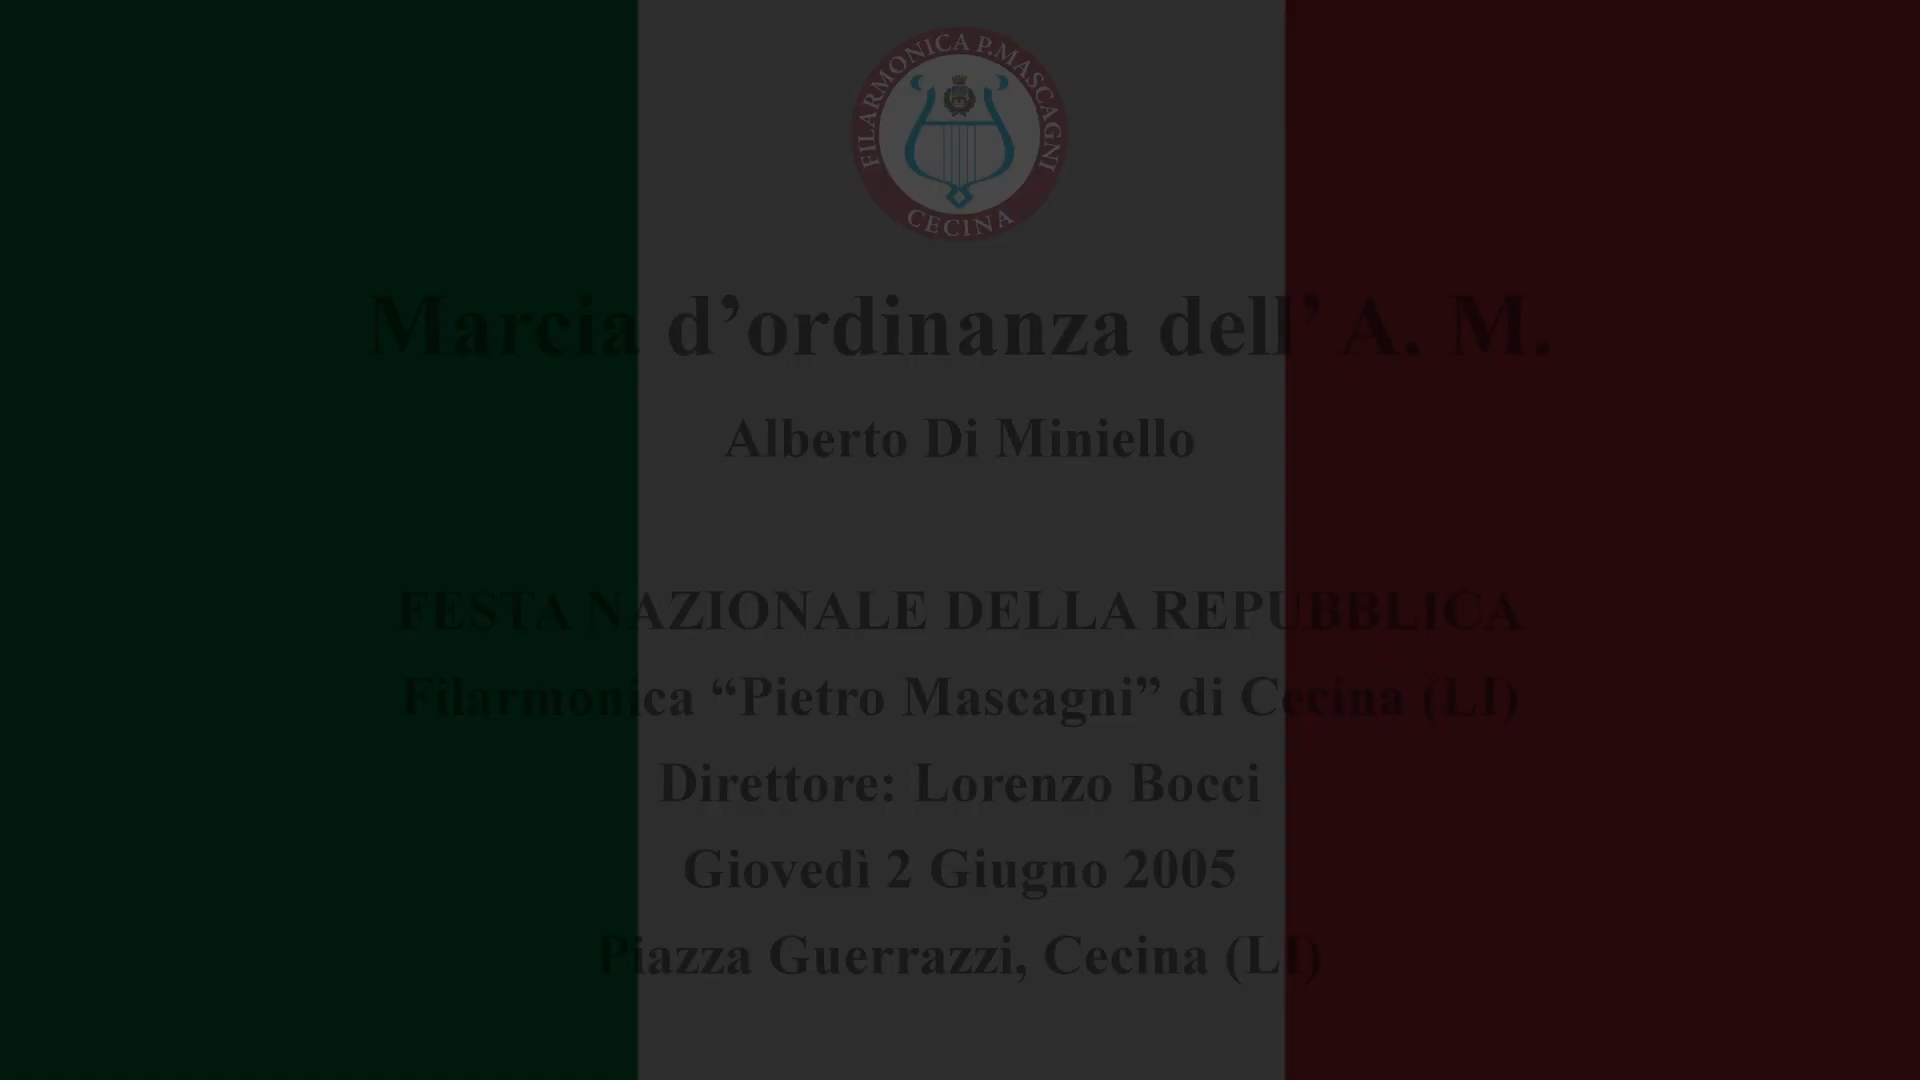 FILARMONICA P.MASCAGNI
CECINA
Marcia d’ordinanza dell’ A. M.
Alberto Di Miniello
FESTA NAZIONALE DELLA REPUBBLICA
Filarmonica “Pietro Mascagni” di Cecina (LI)
Direttore: Lorenzo Bocci
Giovedì 2 Giugno 2005
Piazza Guerrazzi, Cecina (LI)